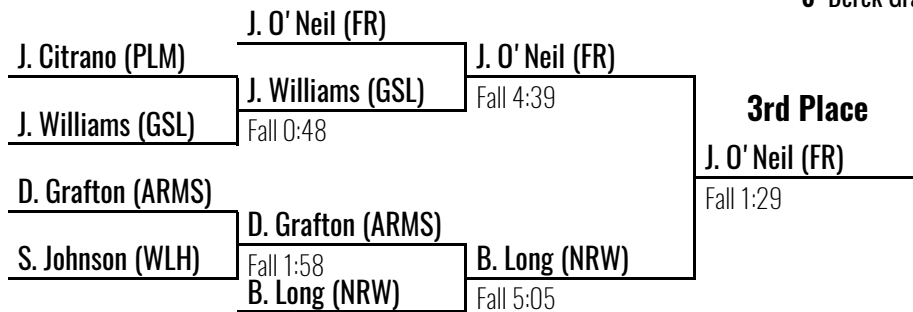 6 Derek
J. O'Neil (FR)
J. Citrano (PLM)
J. O'Neil (FR)
J. Williams (GSL)
Fall 4:39
3rd Place
J. Williams (GSL)
Fall 0:48
J. O'Neil (FR)
D. Grafton (ARMS)
Fall 1:29
D. Grafton (ARMS)
S. Johnson (WLH)
B. Long (NRW)
Fall 1:58
B. Long (NRW)
Fall 5:05